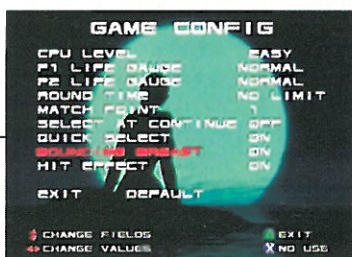 GAME CONFIG
CPU LEVEL EASY
P1 LIFE GAUGE NORMAL
P2 LIFE GAUGE NORMAL
ROUND TIME NO LIMIT
MATCH POINT 1
SELECT AT CONTINUE OFF
QUICK SELECT ON
BOUNCING BREAST ON
HIT EFFECT ON
EXIT DEFAULT
CHANGE FIELDS EXIT
CHANGE VALUES X NO USE